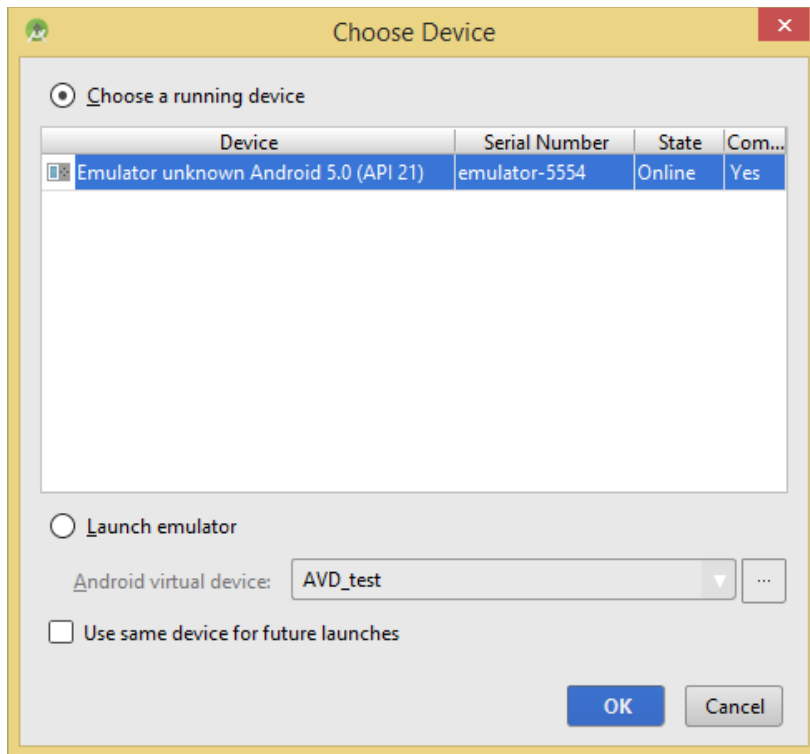 Choose Device
Choose a running device
Device Serial Number State Com...
Emulator unknown Android 5.0 (API 21) emulator-5554 Online Yes
Launch emulator
Android virtual device: AVD_test ...
Use same device for future launches
OK Cancel